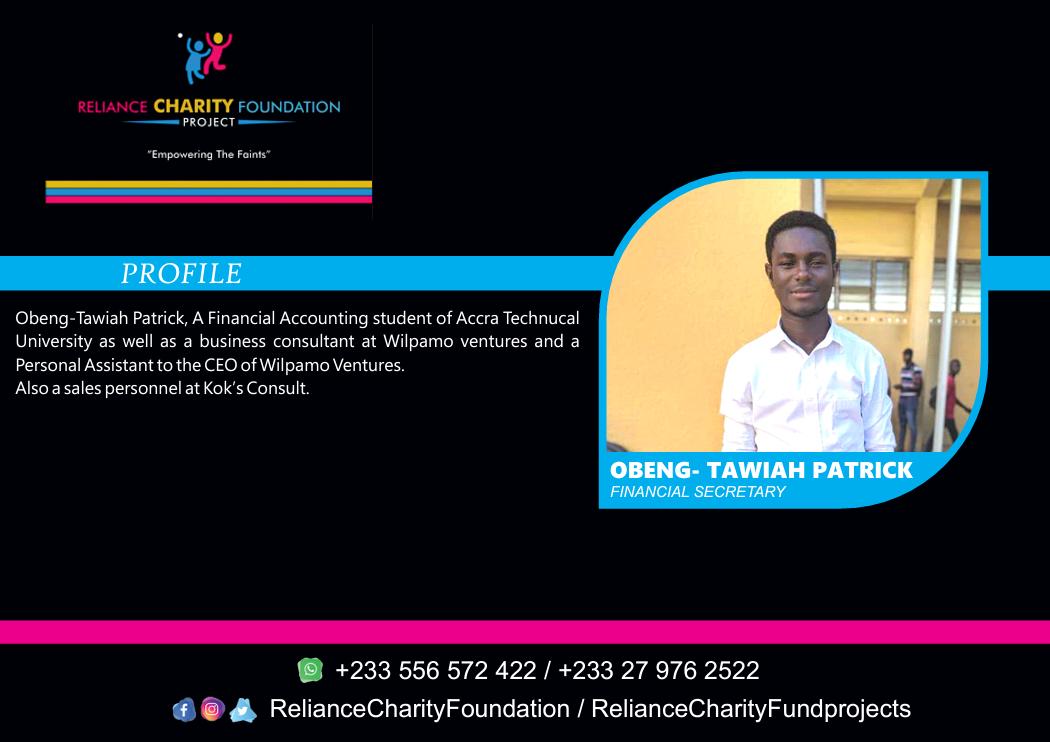 RELIANCE CHARITY FOUNDATION
PROJECT
"Empowering The Faints"
PROFILE
Obeng-Tawiah Patrick, A Financial Accounting student of Accra Technucal
University as well as a business consultant at Wilpamo ventures and a
Personal Assistant to the CEO of Wilpamo Ventures.
Also a sales personnel at Kok's Consult.
OBENG- TAWIAH PATRICK
FINANCIAL SECRETARY
+233 556 572 422 / +233 27 976 2522
RelianceCharityFoundation / RelianceCharityFundprojects